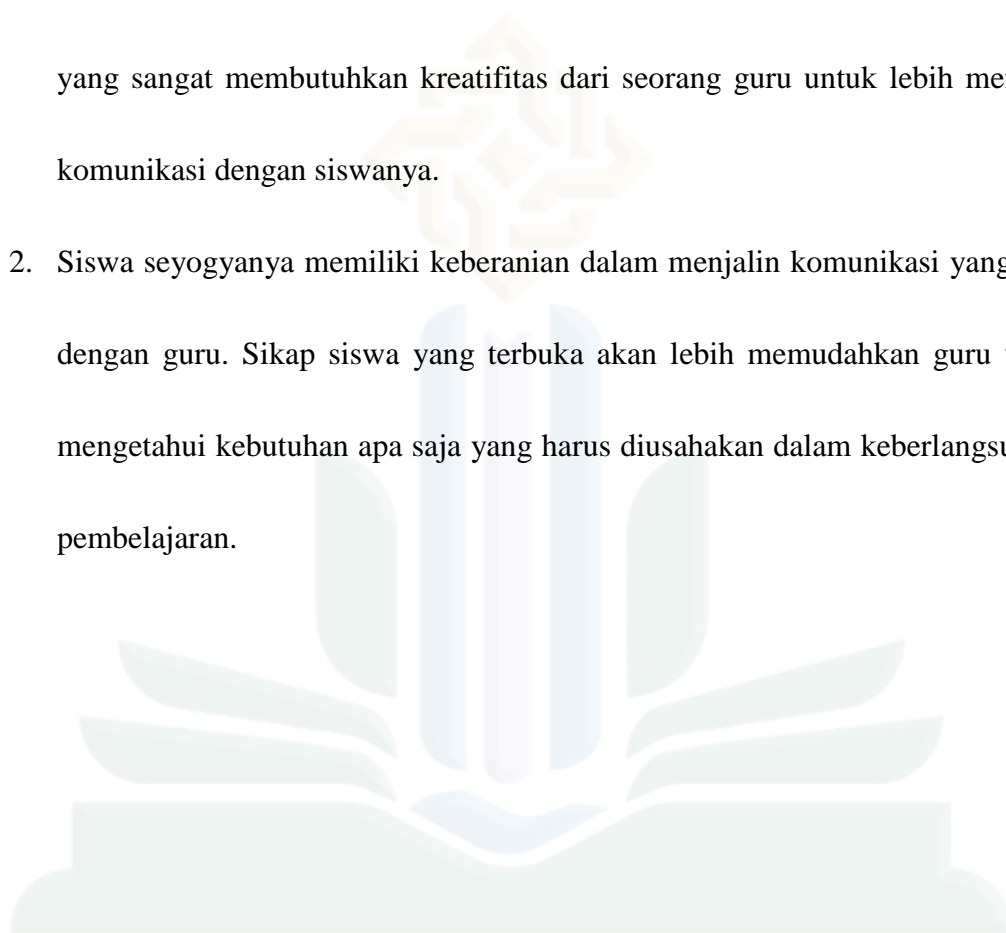 yang sangat membutuhkan kreatifitas dari seorang guru untuk lebih
komunikasi dengan siswanya.
2. Siswa seyogyanya memiliki keberanian dalam menjalin komunikasi yang
dengan guru. Sikap siswa yang terbuka akan lebih memudahkan guru
mengetahui kebutuhan apa saja yang harus diusahakan dalam
pembelajaran.